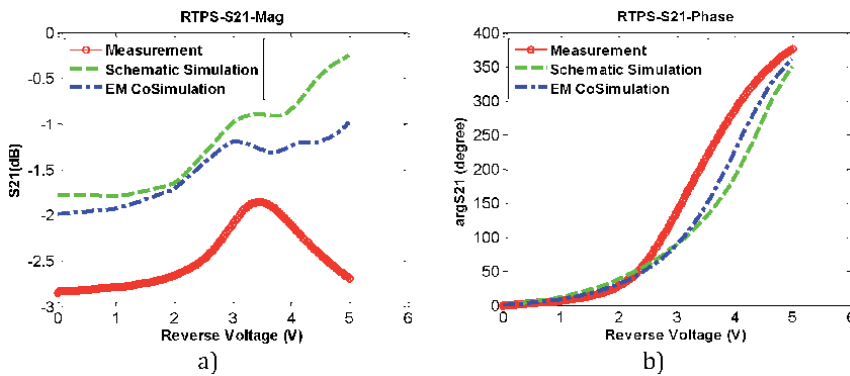 RTPS-S21-Mag
0
-0.5
-1
-1.5
-2
-2.5
-3
S21(dB)
Measurement
Schematic Simulation
EM CoSimulation
0 1 2 3 4 5 6
Reverse Voltage (V)
a)
RTPS-S21-Phase
400
350
300
250
200
150
100
50
0
argS21 (degree)
Measurement
Schematic Simulation
EM CoSimulation
0 1 2 3 4 5 6
Reverse Voltage (V)
b)